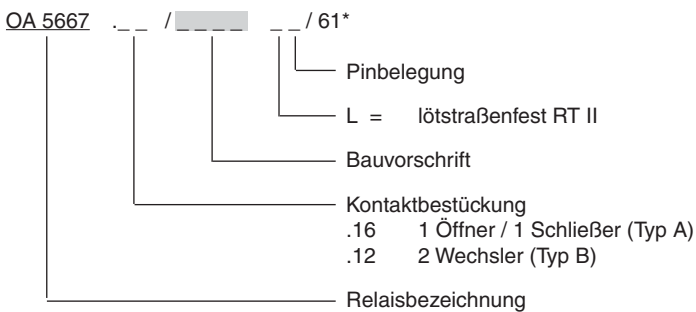 OA 5667 ._ _ / _ _ _ _ _ _ / 61*
Pinbelegung
L = lötstraßenfest RT II
Bauvorschrift
Kontaktbestückung
.16 1 Öffner / 1 Schließer (Typ A)
.12 2 Wechsler (Typ B)
Relaisbezeichnung